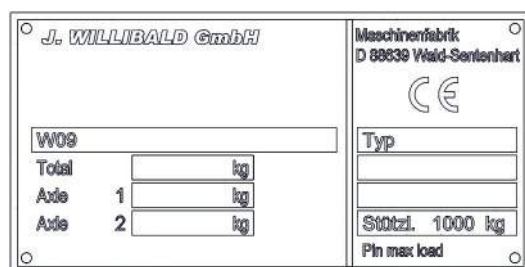 J. WILLIBALD GmbH
W09
Total kg
Axle 1 kg
Axle 2 kg
Maschinenfabrik
D 88639 Wald-Sentenhart
CE
Typ
Stützl. 1000 kg
Pin max load